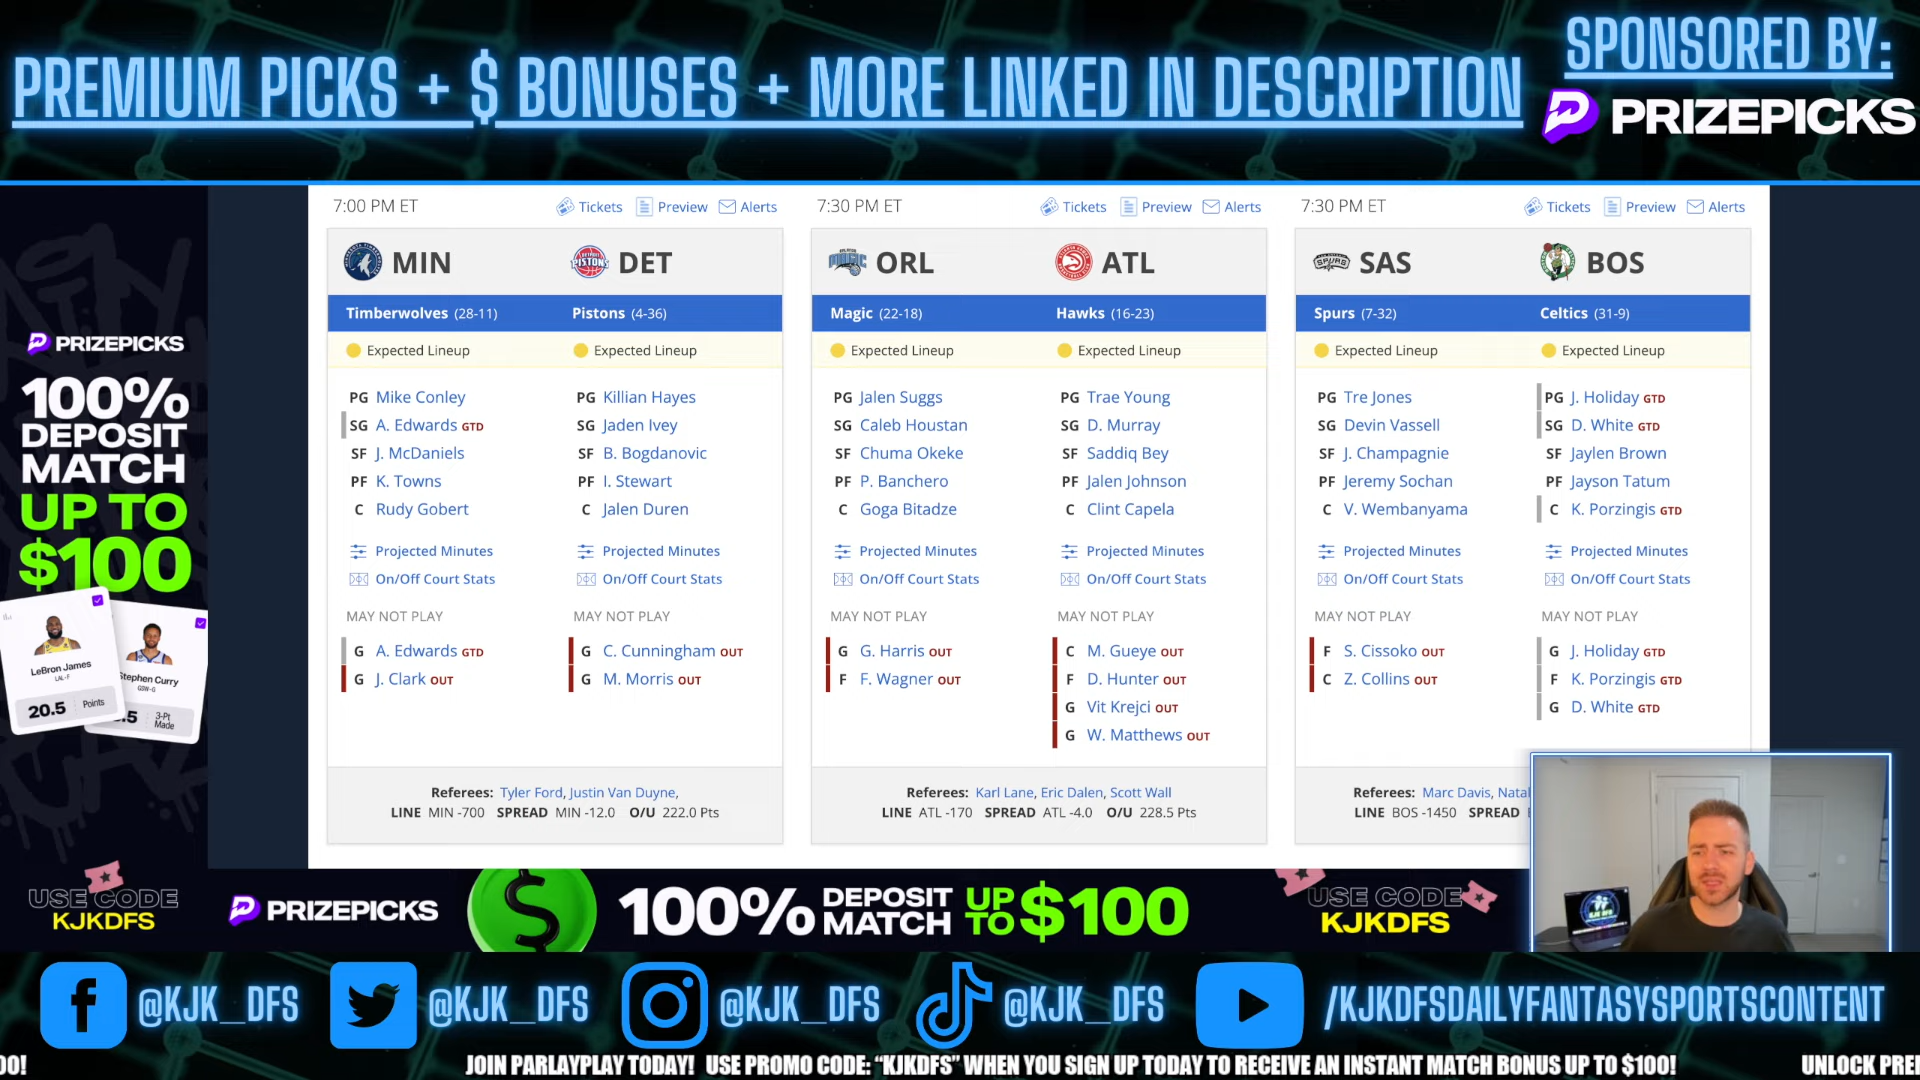 PREMIUM PICKS + $ BONUSES + MORE LINKED IN DESCRIPTION
SPONSORED BY:
PRIZEPICKS
7:00 PM ET Tickets Preview Alerts
MIN DET
Timberwolves (28-11) Pistons (4-36)
Expected Lineup Expected Lineup
PG Mike Conley PG Killian Hayes
SG A. Edwards GTD SG Jaden Ivey
SF J. McDaniels SF B. Bogdanovic
PF K. Towns PF I. Stewart
C Rudy Gobert C Jalen Duren
Projected Minutes Projected Minutes
On/Off Court Stats On/Off Court Stats
MAY NOT PLAY MAY NOT PLAY
G A. Edwards GTD G C. Cunningham OUT
G J. Clark OUT G M. Morris OUT
Referees: Tyler Ford, Justin Van Duyne,
LINE MIN -700 SPREAD MIN -12.0 O/U 222.0 Pts
7:30 PM ET Tickets Preview Alerts
ORL ATL
Magic (22-18) Hawks (16-23)
Expected Lineup Expected Lineup
PG Jalen Suggs PG Trae Young
SG Caleb Houstan SG D. Murray
SF Chuma Okeke SF Saddiq Bey
PF P. Banchero PF Jalen Johnson
C Goga Bitadze C Clint Capela
Projected Minutes Projected Minutes
On/Off Court Stats On/Off Court Stats
MAY NOT PLAY MAY NOT PLAY
G G. Harris OUT C M. Gueye OUT
F F. Wagner OUT F D. Hunter OUT
G Vit Krejci OUT
G W. Matthews OUT
Referees: Karl Lane, Eric Dalen, Scott Wall
LINE ATL -170 SPREAD ATL -4.0 O/U 228.5 Pts
7:30 PM ET Tickets Preview Alerts
SAS BOS
Spurs (7-32) Celtics (31-9)
Expected Lineup Expected Lineup
PG Tre Jones PG J. Holiday GTD
SG Devin Vassell SG D. White GTD
SF J. Champagnie SF Jaylen Brown
PF Jeremy Sochan PF Jayson Tatum
C V. Wembanyama C K. Porzingis GTD
Projected Minutes Projected Minutes
On/Off Court Stats On/Off Court Stats
MAY NOT PLAY MAY NOT PLAY
F S. Cissoko OUT G J. Holiday GTD
C Z. Collins OUT F K. Porzingis GTD
G D. White GTD
Referees: Marc Davis, Natal
LINE BOS -1450 SPREAD
PRIZEPICKS
100%
DEPOSIT
MATCH
UP TO
$100
LeBron James
LAL-F
20.5 Points
Stephen Curry
GSW-G
.5 3-Pt Made
USE CODE
KJKDFS
PRIZEPICKS 100% DEPOSIT MATCH UP TO $100
USE CODE
KJKDFS
@KJK_DFS @KJK_DFS @KJK_DFS @KJK_DFS /KJKDFSDAILYFANTASYSPORTSCONTENT
00! JOIN PARLAYPLAY TODAY! USE PROMO CODE: "KJKDFS" WHEN YOU SIGN UP TODAY TO RECEIVE AN INSTANT MATCH BONUS UP TO $100! UNLOCK PRE